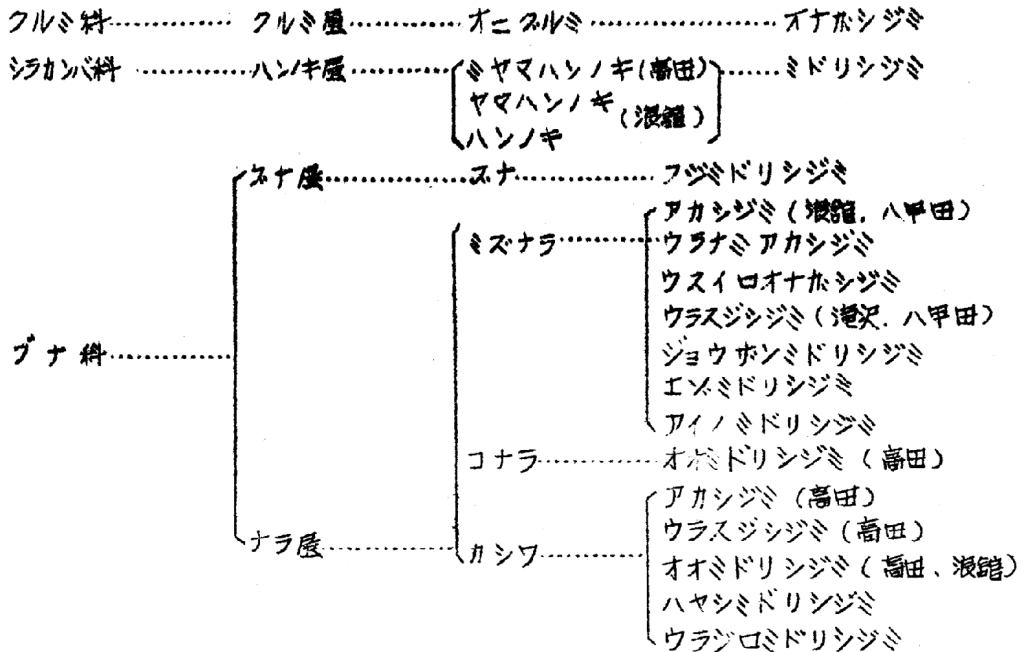 クルミ科……………クルミ属……………オニグルミ…………………………オナガシジミ
シラカンバ科……………ハンノキ属……………ミヤマハンノキ(高田)………ミドリシジミ
ヤマハンノキ
(浪館)
ハンノキ
ブナ属………………ブナ………………フジミドリシジミ
アカシジミ(浪館、八甲田)
ミズナラ…………ウラナミアカシジミ
ウスイロオナガシジミ
ウラスジシジミ(滝沢、八甲田)
ブナ科……………ジョウザンミドリシジミ
エゾミドリシジミ
アイノミドリシジミ
コナラ……………オオミドリシジミ(高田)
アカシジミ(高田)
ナラ属……………ウラスジシジミ(高田)
カシワ……………オオミドリシジミ(高田、浪館)
ハヤシミドリシジミ
ウラジロミドリシジミ